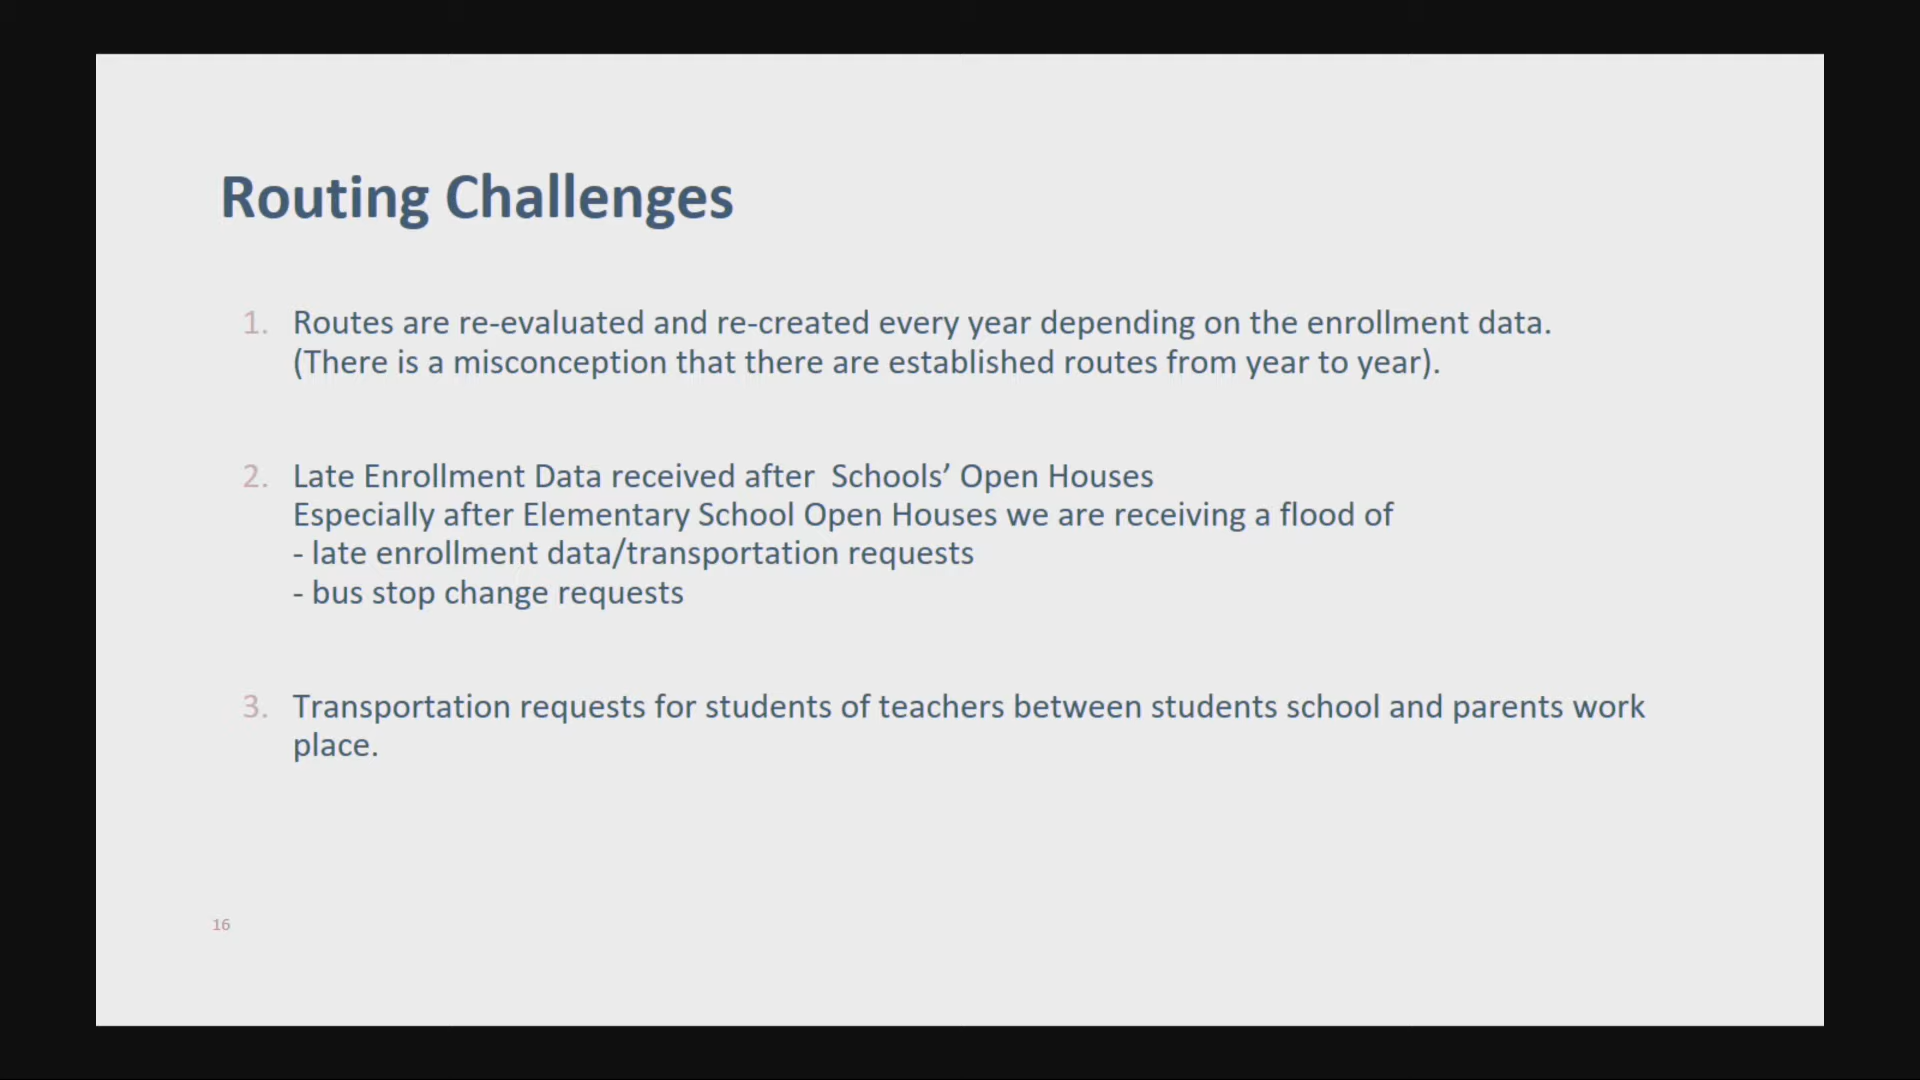 Routing Challenges
1. Routes are re-evaluated and re-created every year depending on the enrollment data.
(There is a misconception that there are established routes from year to year).
2. Late Enrollment Data received after  Schools’ Open Houses
Especially after Elementary School Open Houses we are receiving a flood of
- late enrollment data/transportation requests
- bus stop change requests
3. Transportation requests for students of teachers between students school and parents work
place.
16